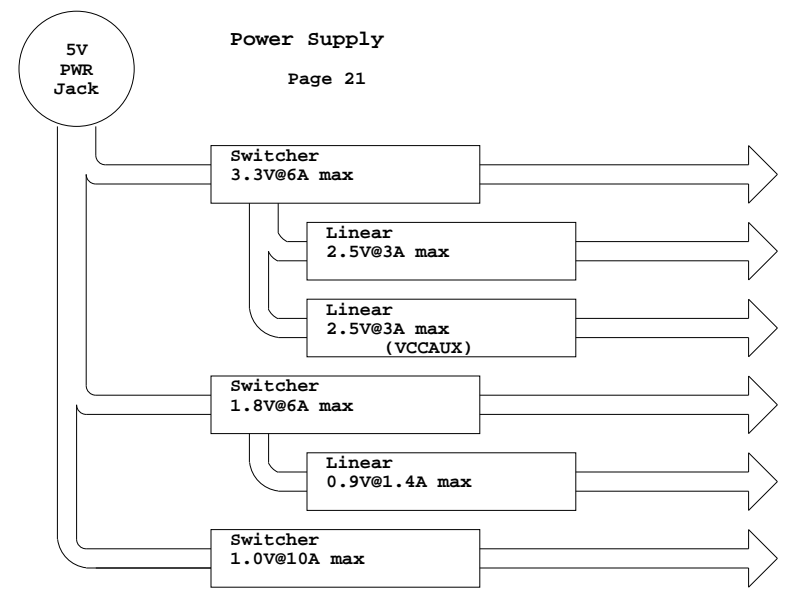 5V
PWR
Jack
Power Supply
Page 21
Switcher
3.3V@6A max
Linear
2.5V@3A max
Linear
2.5V@3A max
(VCCAUX)
Switcher
1.8V@6A max
Linear
0.9V@1.4A max
Switcher
1.0V@10A max